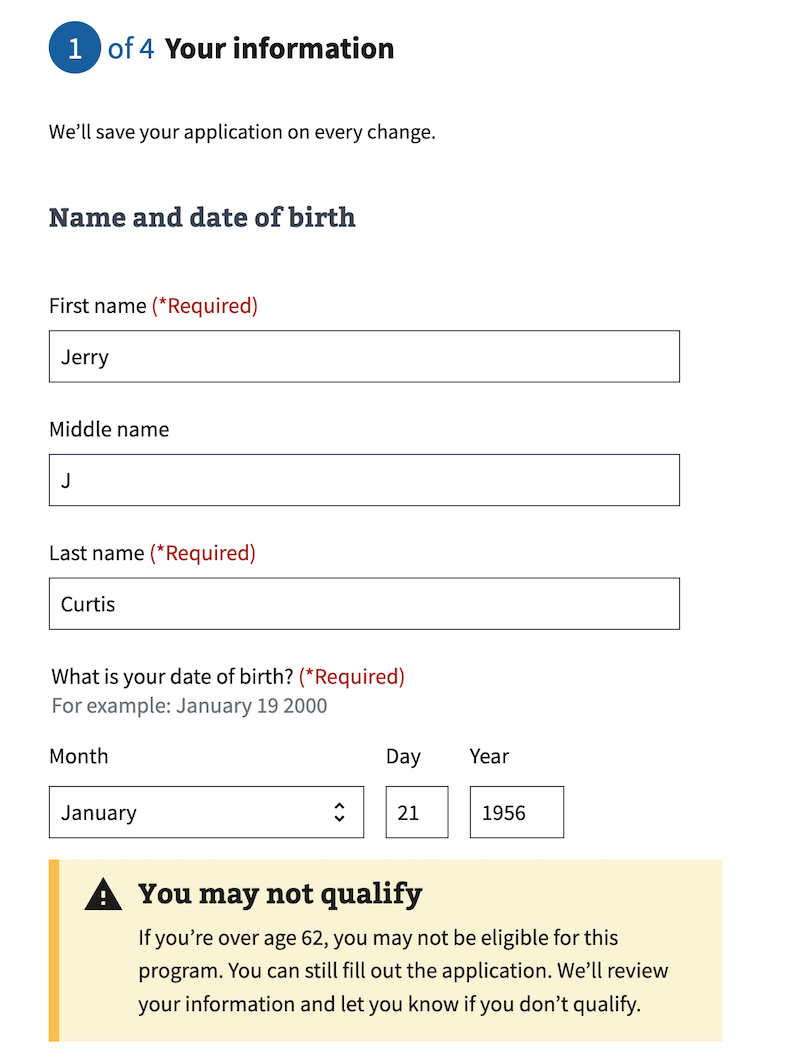 1 of 4 Your information
We’ll save your application on every change.
Name and date of birth
First name (*Required)
Jerry
Middle name
J
Last name (*Required)
Curtis
What is your date of birth? (*Required)
For example: January 19 2000
Month Day Year
January 21 1956
You may not qualify
If you’re over age 62, you may not be eligible for this
program. You can still fill out the application. We’ll review
your information and let you know if you don’t qualify.